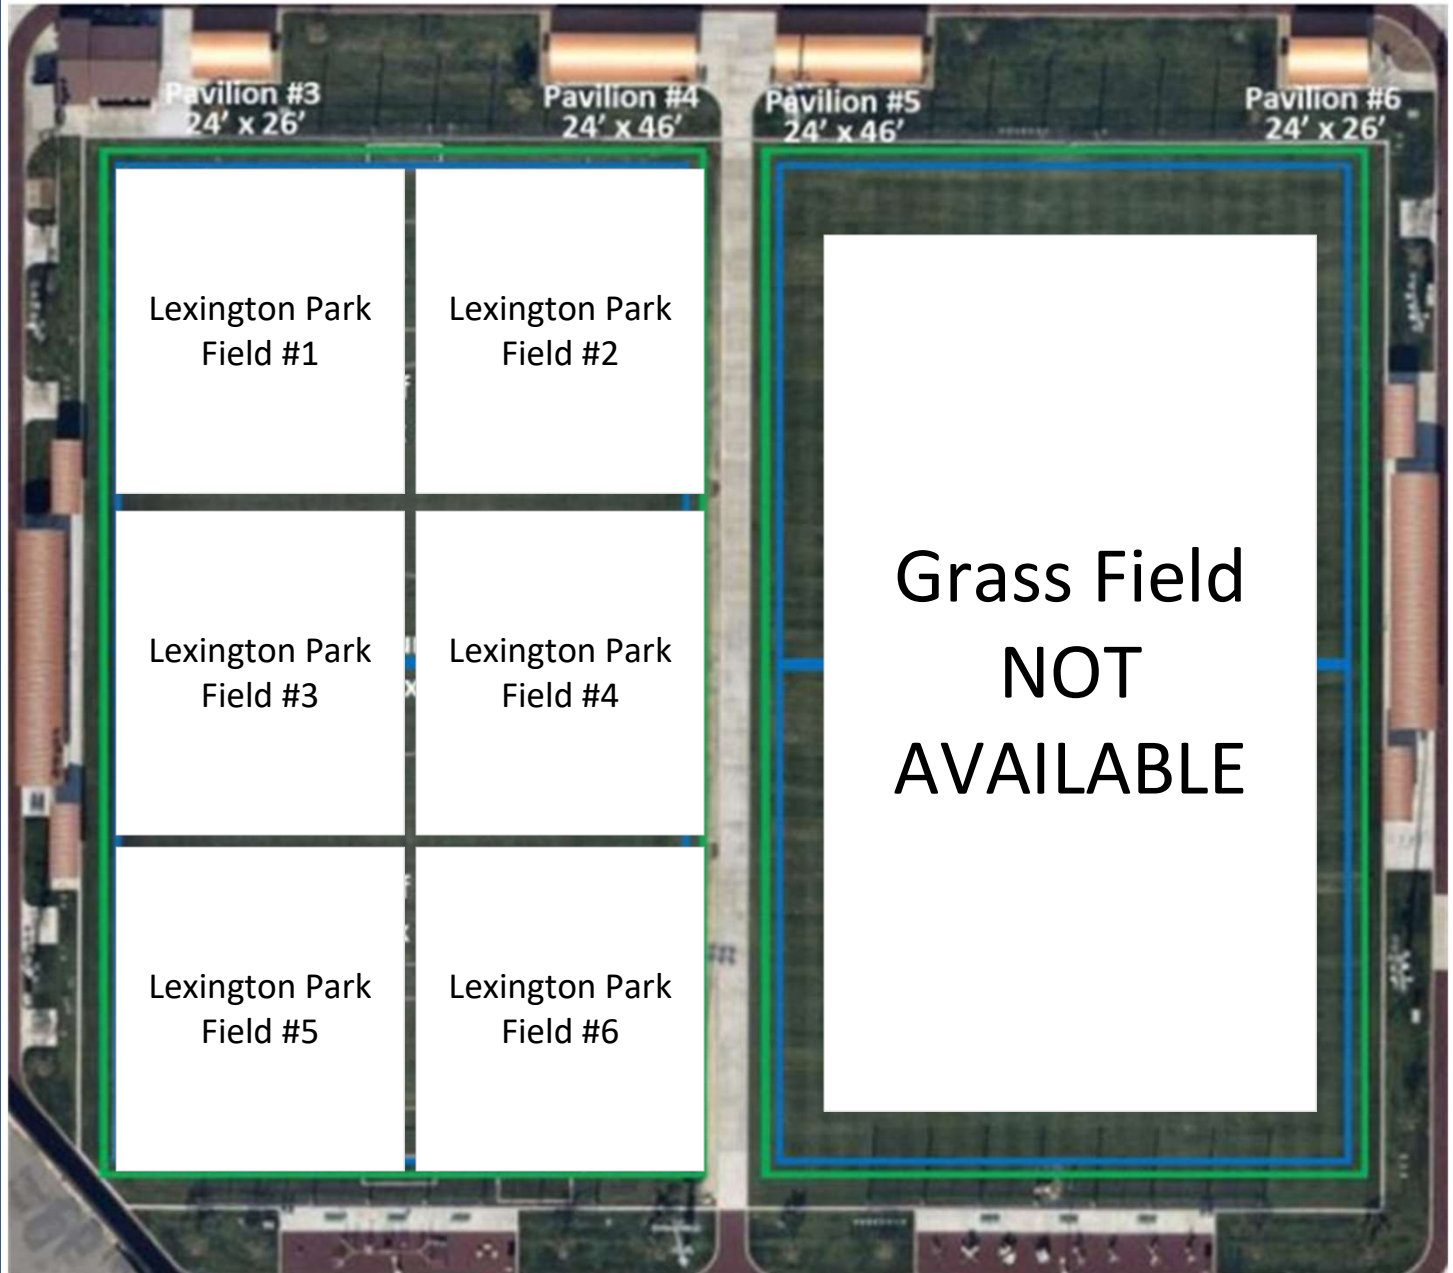 Pavilion #3
24' x 26'
Pavilion #4
24' x 46'
Pavilion #5
24' x 46'
Pavilion #6
24' x 26'
Lexington Park
Field #1
Lexington Park
Field #2
Lexington Park
Field #3
Lexington Park
Field #4
Lexington Park
Field #5
Lexington Park
Field #6
Grass Field
NOT
AVAILABLE